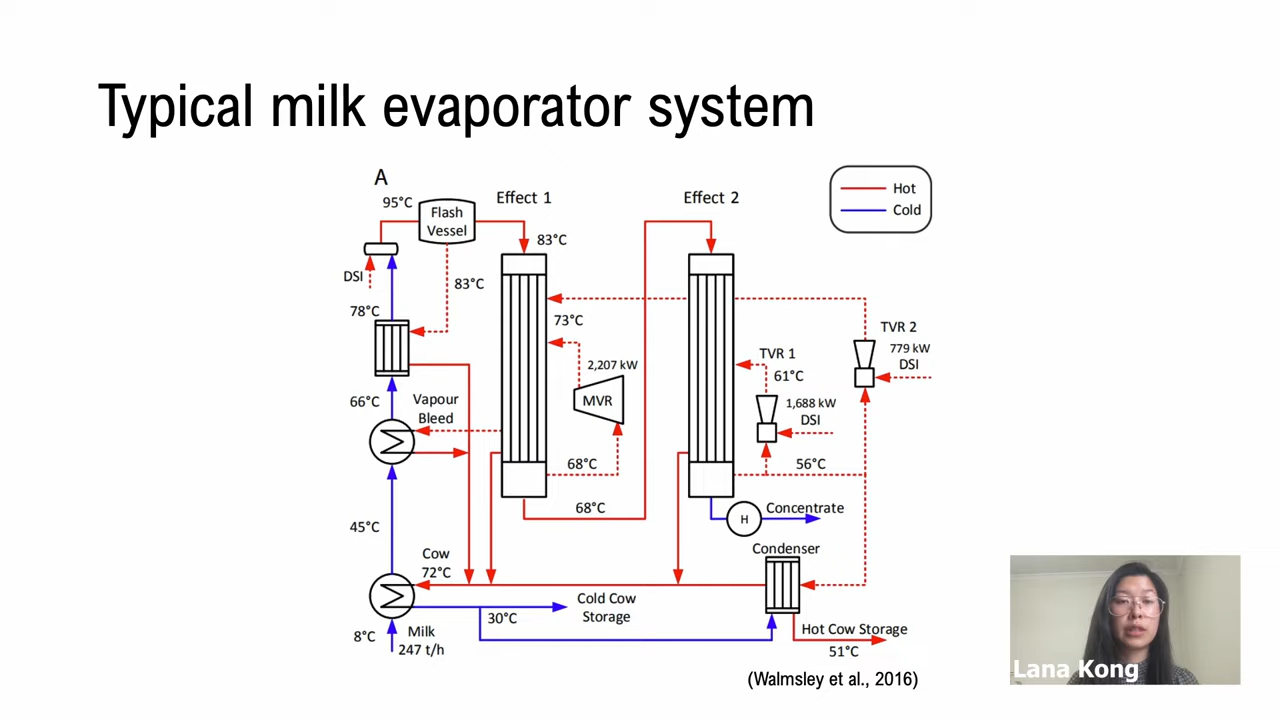 Typical milk evaporator system
A
95°C
Flash
Vessel
Effect 1
Effect 2
Hot
Cold
83°C
DSI
83°C
78°C
73°C
TVR 2
779 kW
DSI
2,207 kW
MVR
TVR 1
61°C
1,688 kW
DSI
66°C
Vapour
Bleed
68°C
56°C
68°C
H
Concentrate
45°C
Condenser
Cow
72°C
Cold Cow
Storage
30°C
8°C
Milk
247 t/h
Hot Cow Storage
51°C
(Walmsley et al., 2016)
Lana Kong